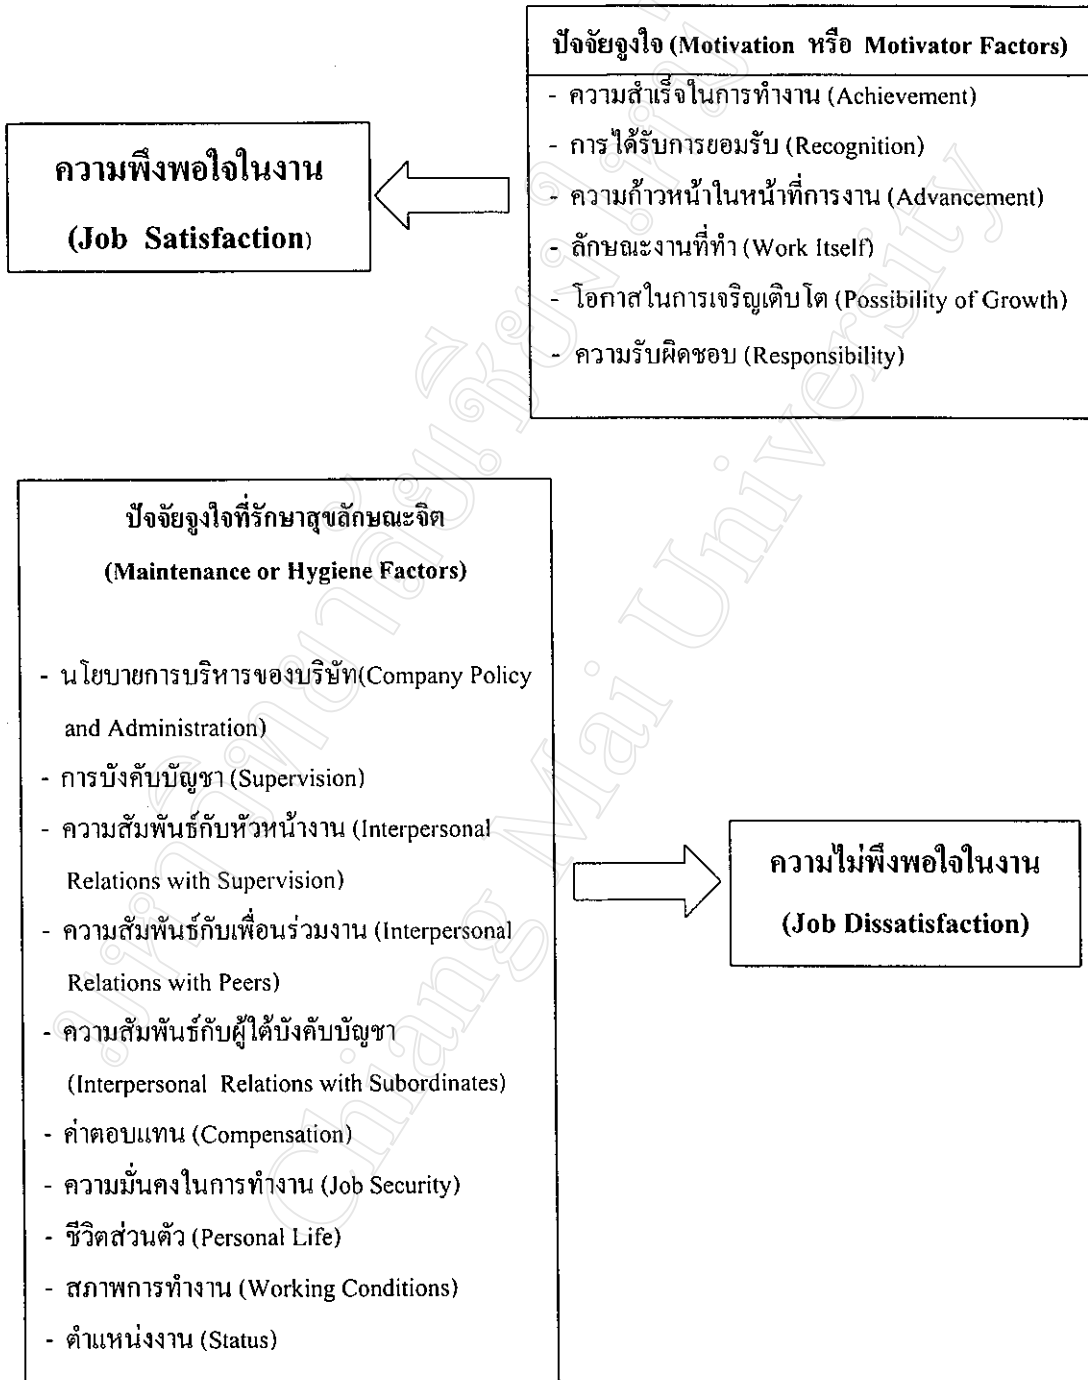 ปัจจัยจูงใจ (Motivation หรือ Motivator Factors)
- ความสำเร็จในการทำงาน (Achievement)
- การได้รับการยอมรับ (Recognition)
- ความก้าวหน้าในหน้าที่การงาน (Advancement)
- ลักษณะงานที่ทำ (Work Itself)
- โอกาสในการเจริญเติบโต (Possibility of Growth)
- ความรับผิดชอบ (Responsibility)
ความพึงพอใจในงาน
(Job Satisfaction)
ปัจจัยจูงใจที่รักษาสุขลักษณะจิต
(Maintenance or Hygiene Factors)
- นโยบายการบริหารของบริษัท(Company Policy
and Administration)
- การบังคับบัญชา (Supervision)
- ความสัมพันธ์กับหัวหน้างาน (Interpersonal
Relations with Supervision)
- ความสัมพันธ์กับเพื่อนร่วมงาน (Interpersonal
Relations with Peers)
- ความสัมพันธ์กับผู้ใต้บังคับบัญชา
(Interpersonal Relations with Subordinates)
- ค่าตอบแทน (Compensation)
- ความมั่นคงในการทำงาน (Job Security)
- ชีวิตส่วนตัว (Personal Life)
- สภาพการทำงาน (Working Conditions)
- ตำแหน่งงาน (Status)
ความไม่พึงพอใจในงาน
(Job Dissatisfaction)
Chiang Mai University